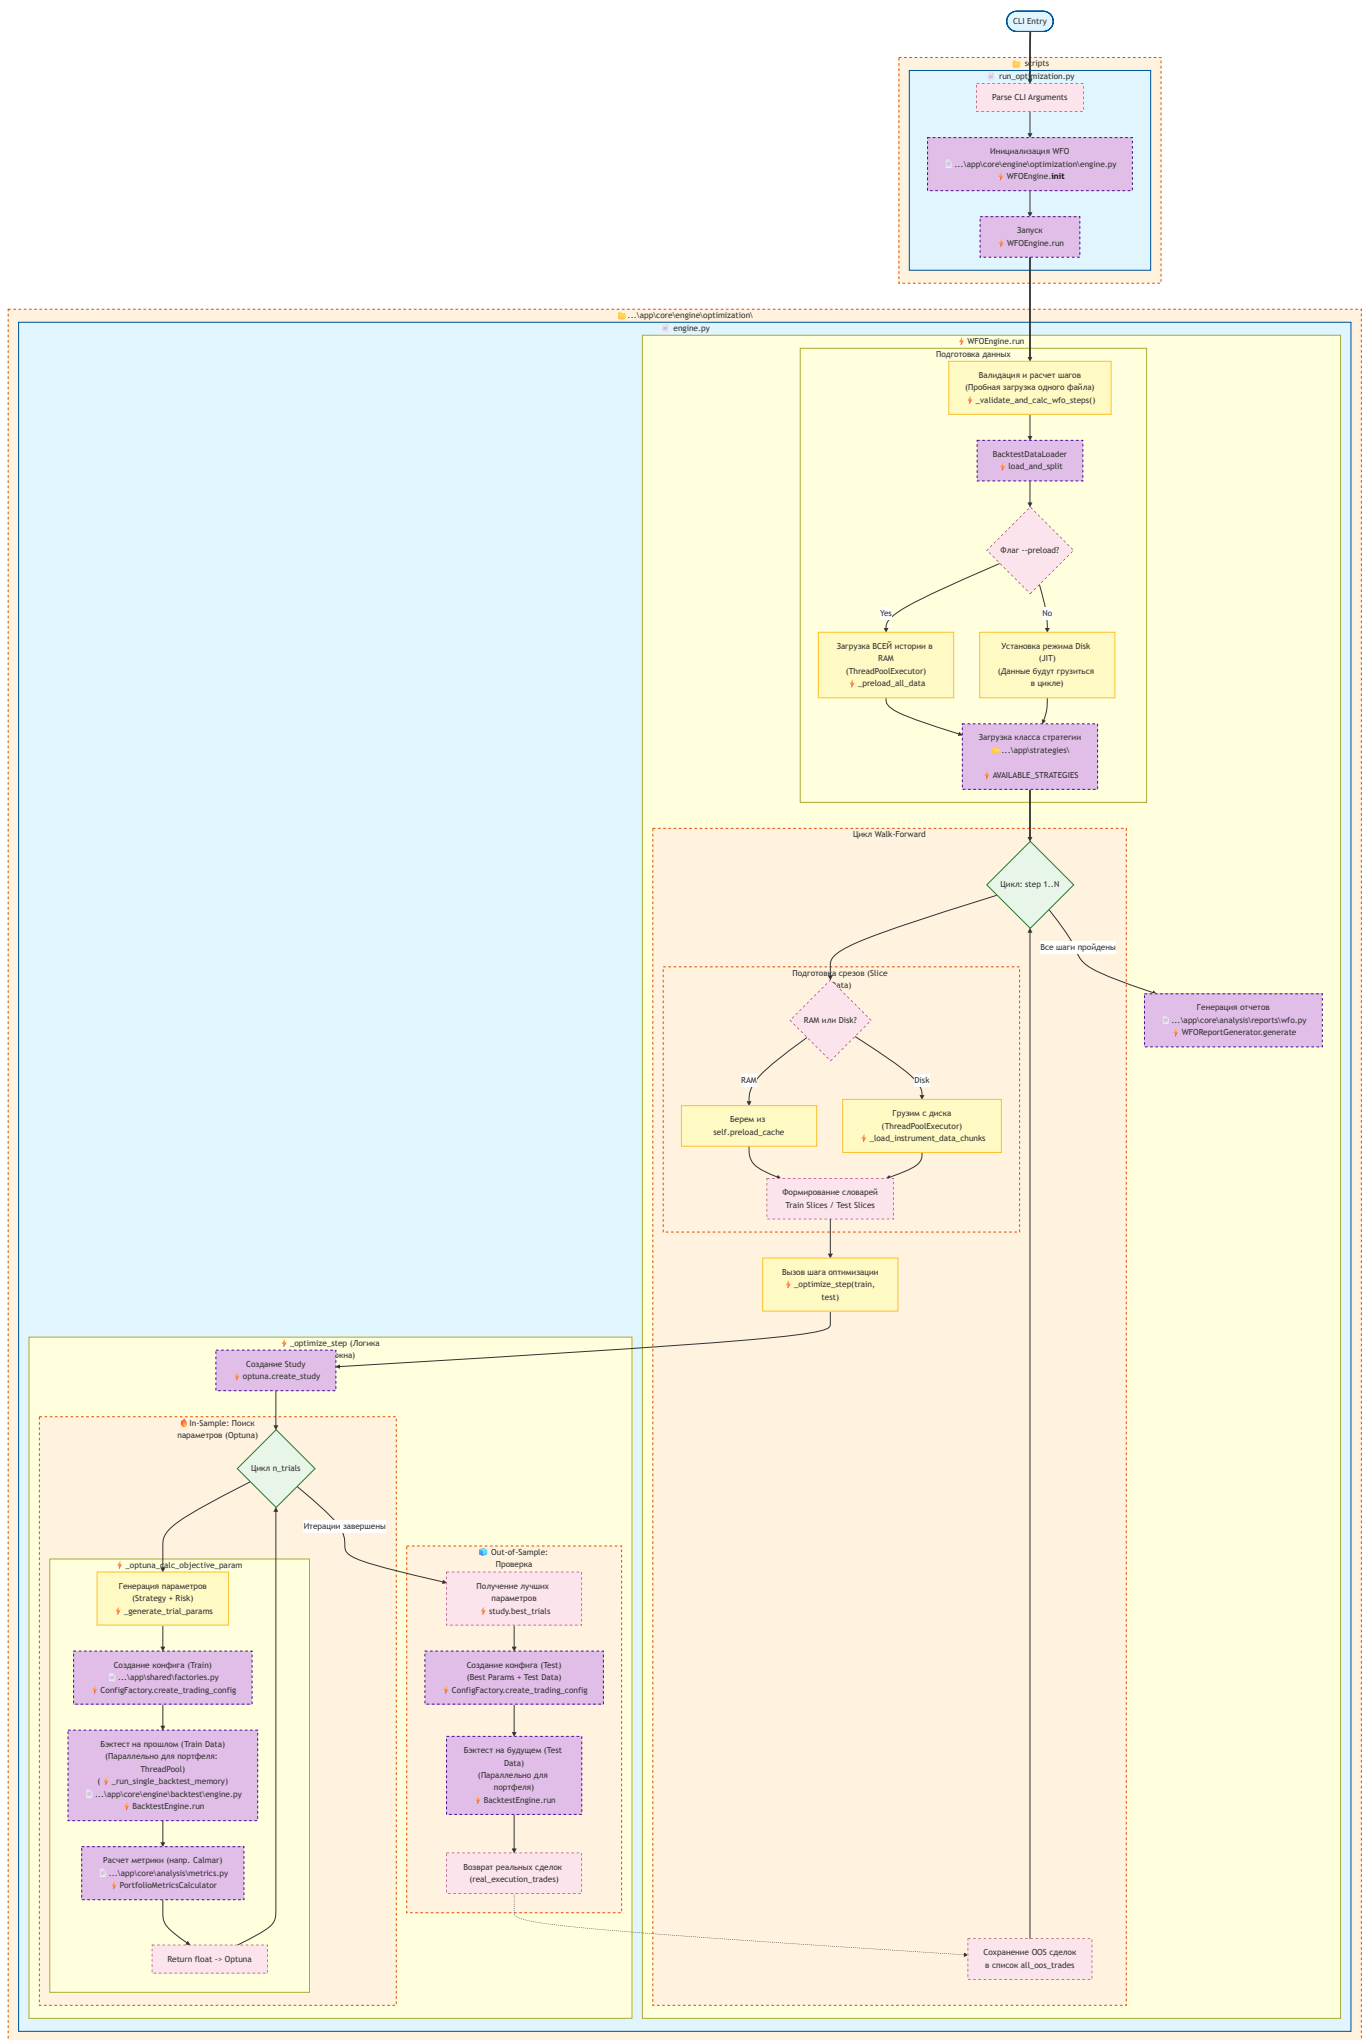 CLI Entry
scripts
run_optimization.py
Parse CLI Arguments
Инициализация WFO
...\app\core\engine\optimization\engine.py
WFOEngine.init
Запуск
WFOEngine.run
...\app\core\engine\optimization\
engine.py
WFOEngine.run
Подготовка данных
Валидация и расчет шагов
(Пробная загрузка одного файла)
_validate_and_calc_wfo_steps()
BacktestDataLoader
load_and_split
Флаг --preload?
Yes
No
Загрузка ВСЕЙ истории в
RAM
(ThreadPoolExecutor)
_preload_all_data
Установка режима Disk
(JIT)
(Данные будут грузиться
в цикле)
Загрузка класса стратегии
...\app\strategies\
AVAILABLE_STRATEGIES
Цикл Walk-Forward
Цикл: step 1..N
Все шаги пройдены
Генерация отчетов
...\app\core\analysis\reports\wfo.py
WFOReportGenerator.generate
Подготовка срезов (Slice
RAM или Disk?
RAM
Disk
Берем из
self.preload_cache
Грузим с диска
(ThreadPoolExecutor)
_load_instrument_data_chunks
Формирование словарей
Train Slices / Test Slices
Вызов шага оптимизации
_optimize_step(train,
test)
_optimize_step (Логика
окна)
Создание Study
optuna.create_study
In-Sample: Поиск
параметров (Optuna)
Цикл n_trials
Итерации завершены
_optuna_calc_objective_param
Генерация параметров
(Strategy + Risk)
_generate_trial_params
Создание конфига (Train)
...\app\shared\factories.py
ConfigFactory.create_trading_config
Бэктест на прошлом (Train Data)
(Параллельно для портфеля:
ThreadPool)
( _run_single_backtest_memory)
...\app\core\engine\backtest\engine.py
BacktestEngine.run
Расчет метрики (напр. Calmar)
...\app\core\analysis\metrics.py
PortfolioMetricsCalculator
Return float -> Optuna
Out-of-Sample:
Проверка
Получение лучших
параметров
study.best_trials
Создание конфига (Test)
(Best Params + Test Data)
ConfigFactory.create_trading_config
Бэктест на будущем (Test
Data)
(Параллельно для
портфеля)
BacktestEngine.run
Возврат реальных сделок
(real_execution_trades)
Сохранение OOS сделок
в список all_oos_trades